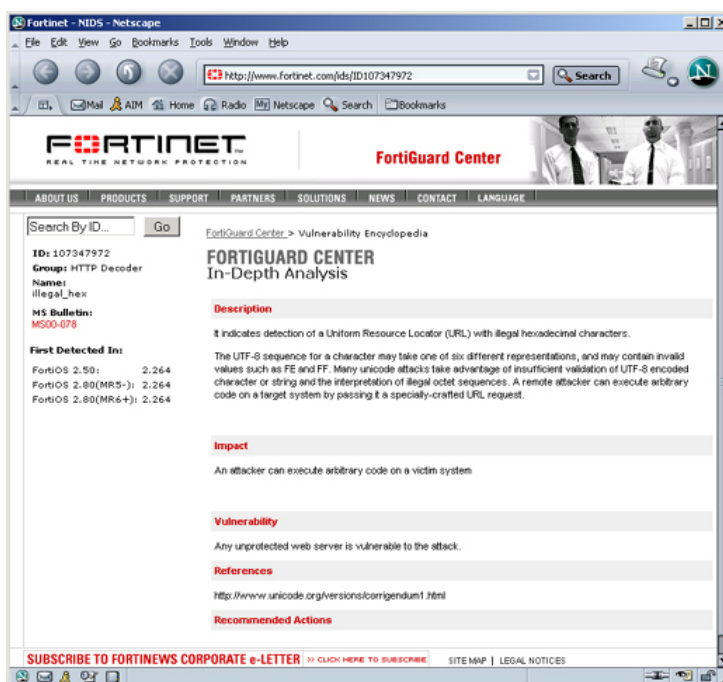 Fortinet - NIDS - Netscape
File Edit View Go Bookmarks Tools Window Help
http://www.fortinet.com/ids/ID107347972
Search
Mail AIM Home Radio My Netscape Search Bookmarks
FORTINET
REAL TIME NETWORK PROTECTION
FortiGuard Center
ABOUT US PRODUCTS SUPPORT PARTNERS SOLUTIONS NEWS CONTACT LANGUAGE
Search By ID... Go
ID: 107347972
Group: HTTP Decoder
Name:
illegal_hex
MS Bulletin:
MS00-078
First Detected In:
FortiOS 2.50: 2.264
FortiOS 2.80(MR5-): 2.264
FortiOS 2.80(MR6+): 2.264
FortiGuard Center > Vulnerability Encyclopedia
FORTIGUARD CENTER
In-Depth Analysis
Description
It indicates detection of a Uniform Resource Locator (URL) with illegal hexadecimal characters.
The UTF-8 sequence for a character may take one of six different representations, and may contain invalid
values such as FE and FF. Many unicode attacks take advantage of insufficient validation of UTF-8 encoded
character or string and the interpretation of illegal octet sequences. A remote attacker can execute arbitrary
code on a target system by passing it a specially-crafted URL request.
Impact
An attacker can execute arbitrary code on a victim system
Vulnerability
Any unprotected web server is vulnerable to the attack.
References
http://www.unicode.org/versions/corrigendum1.html
Recommended Actions
SUBSCRIBE TO FORTINEWS CORPORATE e-LETTER >> CLICK HERE TO SUBSCRIBE SITE MAP | LEGAL NOTICES